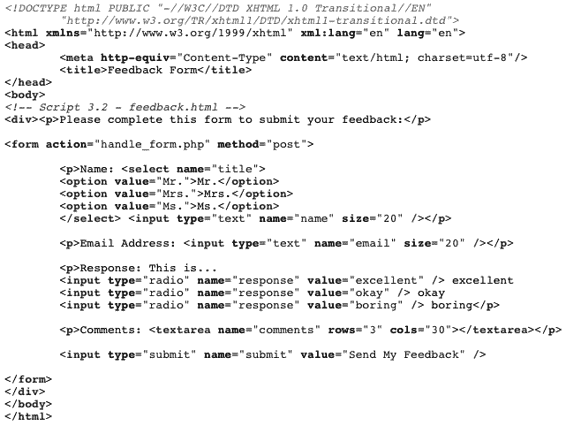 <!DOCTYPE html PUBLIC "-//W3C//DTD XHTML 1.0 Transitional//EN"
"http://www.w3.org/TR/xhtml1/DTD/xhtml1-transitional.dtd">
<html xmlns="http://www.w3.org/1999/xhtml" xml:lang="en" lang="en">
<head>
<meta http-equiv="Content-Type" content="text/html; charset=utf-8"/>
<title>Feedback Form</title>
</head>
<body>
<!-- Script 3.2 - feedback.html -->
<div><p>Please complete this form to submit your feedback:</p>
<form action="handle_form.php" method="post">
<p>Name: <select name="title">
<option value="Mr.">Mr.</option>
<option value="Mrs.">Mrs.</option>
<option value="Ms.">Ms.</option>
</select> <input type="text" name="name" size="20" /></p>
<p>Email Address: <input type="text" name="email" size="20" /></p>
<p>Response: This is...
<input type="radio" name="response" value="excellent" /> excellent
<input type="radio" name="response" value="okay" /> okay
<input type="radio" name="response" value="boring" /> boring</p>
<p>Comments: <textarea name="comments" rows="3" cols="30"></textarea></p>
<input type="submit" name="submit" value="Send My Feedback" />
</form>
</div>
</body>
</html>